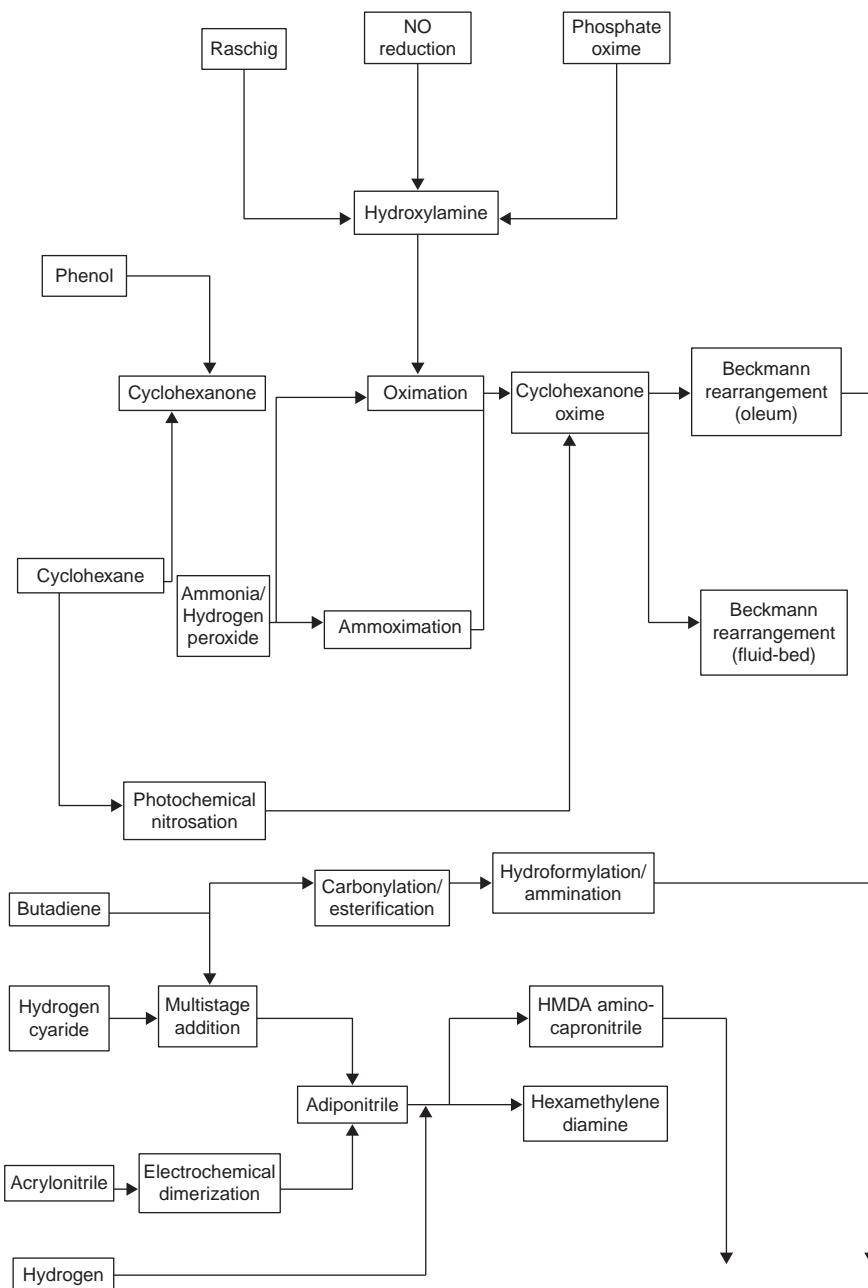 Raschig
NO
reduction
Phosphate
oxime
Hydroxylamine
Phenol
Cyclohexanone
Oximation
Cyclohexanone
oxime
Beckmann
rearrangement
(oleum)
Cyclohexane
Ammonia/
Hydrogen
peroxide
Ammoximation
Beckmann
rearrangement
(fluid-bed)
Photochemical
nitrosation
Butadiene
Carbonylation/
esterification
Hydroformylation/
ammination
Hydrogen
cyaride
Multistage
addition
HMDA amino-
capronitrile
Adiponitrile
Hexamethylene
diamine
Acrylonitrile
Electrochemical
dimerization
Hydrogen